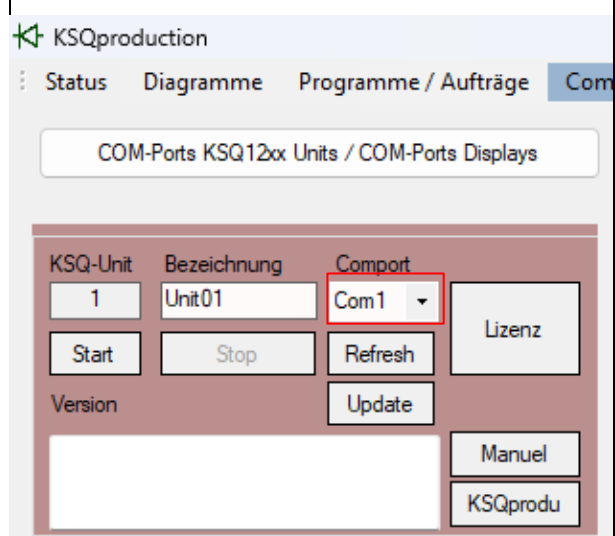 KSQproduction
Status Diagramme Programme / Aufträge Com
COM-Ports KSQ12xx Units / COM-Ports Displays
KSQ-Unit Bezeichnung Comport
1 Unit01 Com1
Lizenz
Start Stop Refresh
Version Update
Manuel
KSQprodu